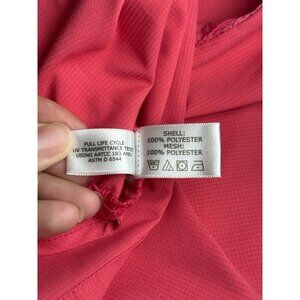 FULL LIFE CYCLE
UV TRANSMITTANCE TEST
USING AATCC 183 AND
ASTM D 6544
SHELL:
100% POLYESTER
MESH:
100% POLYESTER